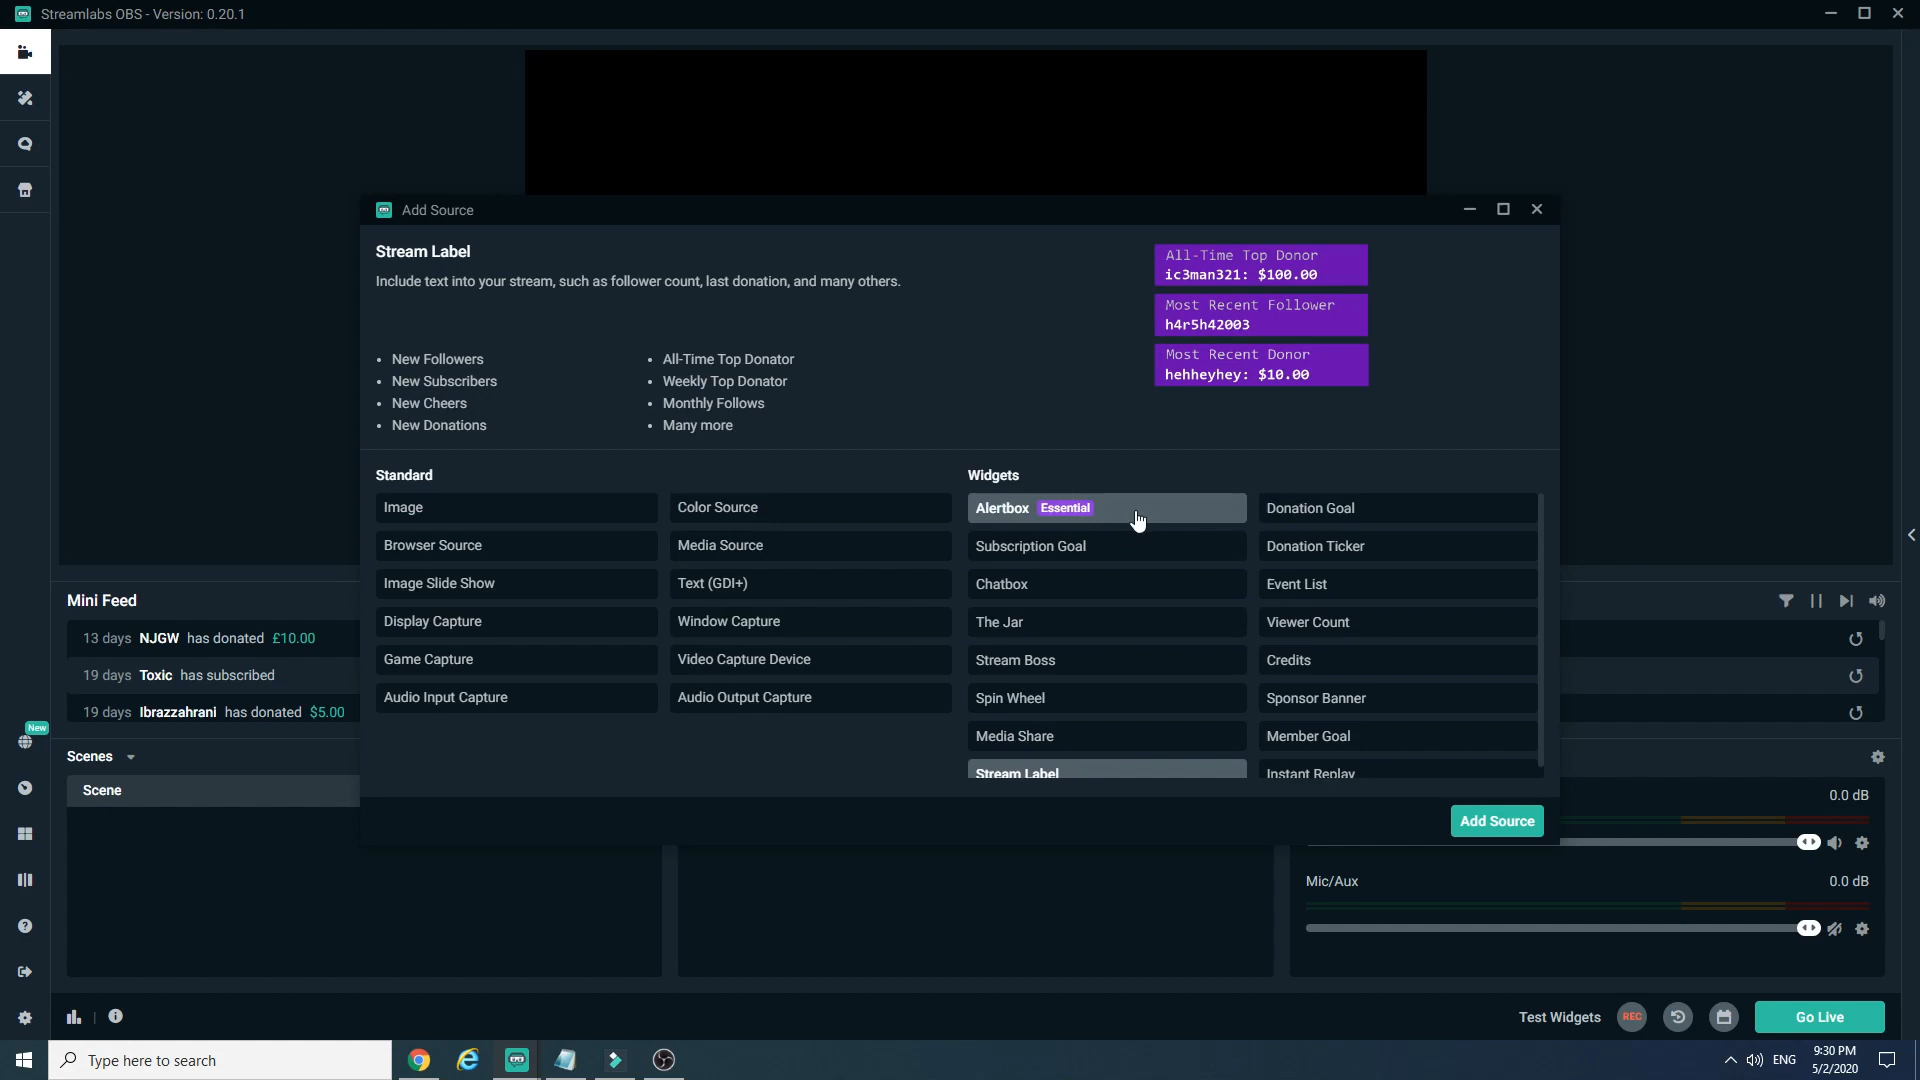 Streamlabs OBS - Version: 0.20.1
Add Source
Stream Label
Include text into your stream, such as follower count, last donation, and many others.
New Followers
New Subscribers
New Cheers
New Donations
All-Time Top Donator
Weekly Top Donator
Monthly Follows
Many more
All-Time Top Donor
ic3man321: $100.00
Most Recent Follower
h4r5h42003
Most Recent Donor
hehheyhey: $10.00
Standard
Image
Color Source
Browser Source
Media Source
Image Slide Show
Text (GDI+)
Display Capture
Window Capture
Game Capture
Video Capture Device
Audio Input Capture
Audio Output Capture
Widgets
Alertbox Essential
Donation Goal
Subscription Goal
Donation Ticker
Chatbox
Event List
The Jar
Viewer Count
Stream Boss
Credits
Spin Wheel
Sponsor Banner
Media Share
Member Goal
Stream Label
Instant Replay
Add Source
Mini Feed
13 days NJGW has donated £10.00
19 days Toxic has subscribed
19 days Ibrazzahrani has donated $5.00
New
Scenes
Scene
0.0 dB
Mic/Aux 0.0 dB
Test Widgets REC Go Live
Type here to search
ENG
9:30 PM
5/2/2020